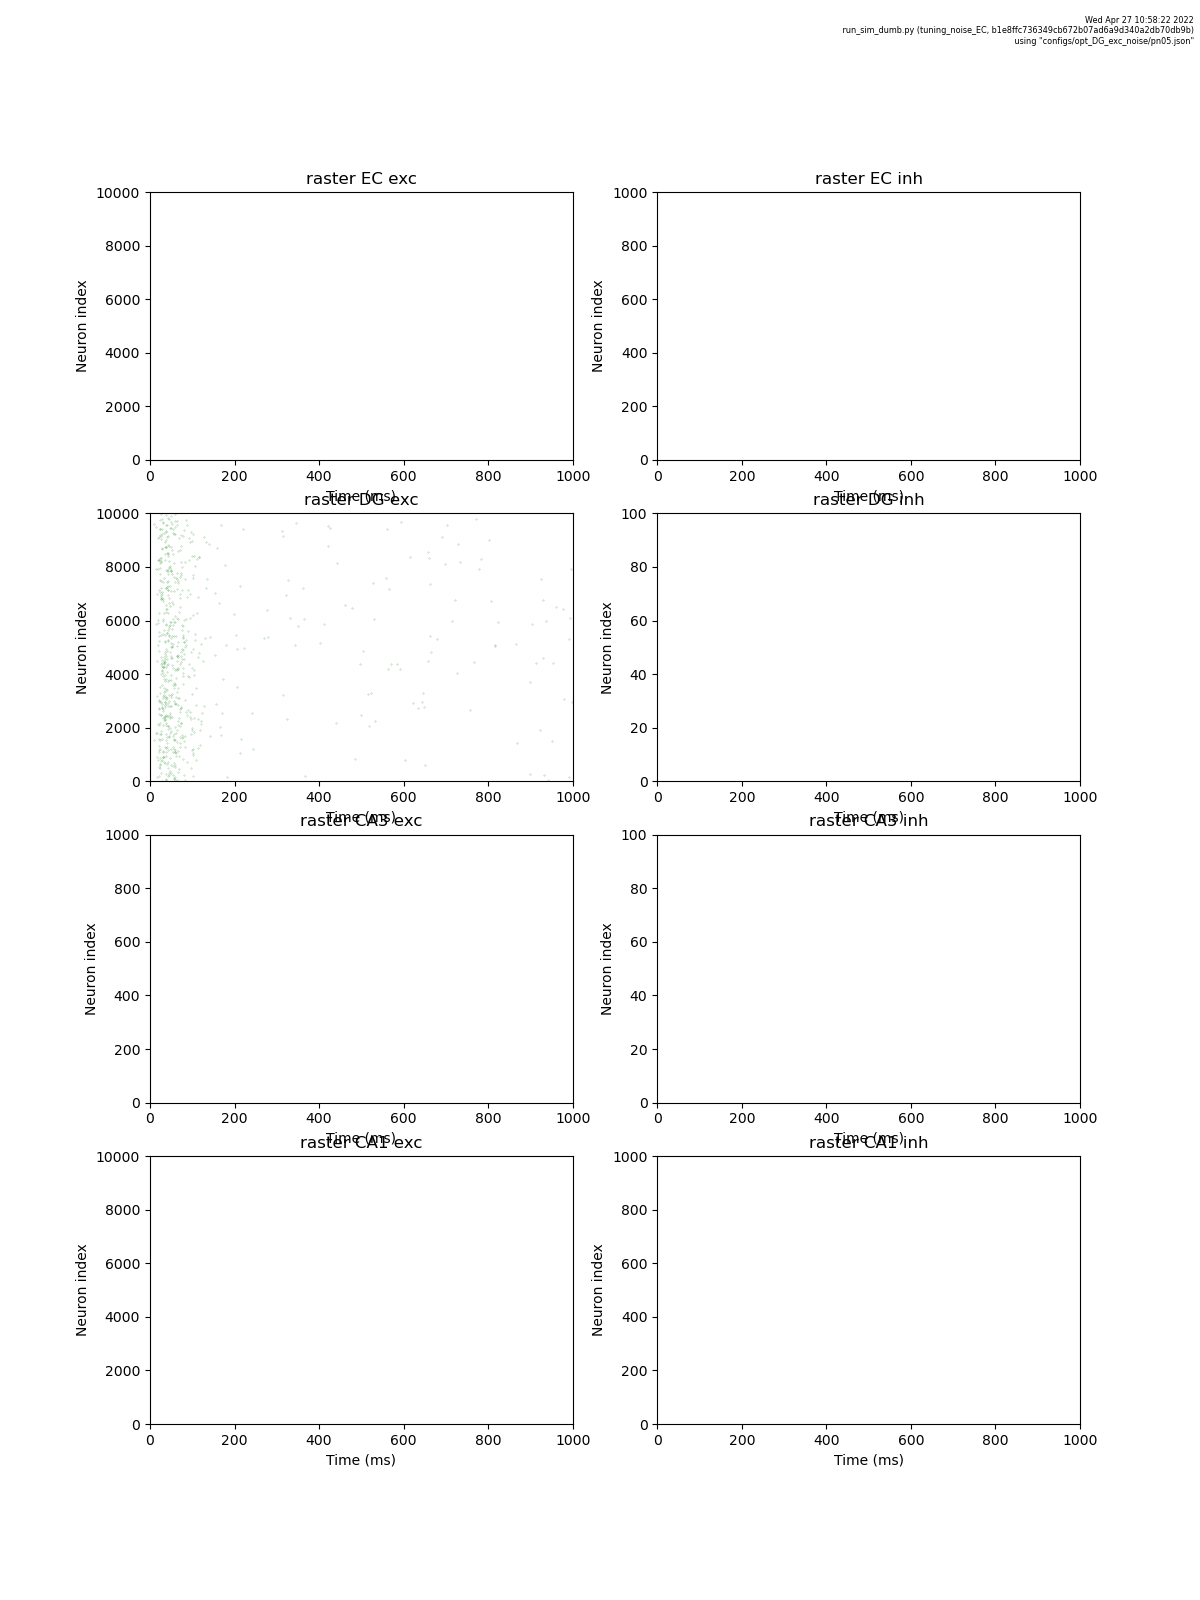 Wed Apr 27 10:58:22 2022
run_sim_dumb.py (tuning_noise_EC, b1e8ffc736349cb672b07ad6a9d340a2db70db9b)
using "configs/opt_DG_exc_noise/pn05.json"
raster EC exc
10000
8000
6000
4000
2000
0
Neuron index
0 200 400 600 800 1000
Time (ms)
raster EC inh
1000
800
600
400
200
0
Neuron index
0 200 400 600 800 1000
Time (ms)
raster DG exc
10000
8000
6000
4000
2000
0
Neuron index
0 200 400 600 800 1000
Time (ms)
raster DG inh
100
80
60
40
20
0
Neuron index
0 200 400 600 800 1000
Time (ms)
raster CA3 exc
1000
800
600
400
200
0
Neuron index
0 200 400 600 800 1000
Time (ms)
raster CA3 inh
100
80
60
40
20
0
Neuron index
0 200 400 600 800 1000
Time (ms)
raster CA1 exc
10000
8000
6000
4000
2000
0
Neuron index
0 200 400 600 800 1000
Time (ms)
raster CA1 inh
1000
800
600
400
200
0
Neuron index
0 200 400 600 800 1000
Time (ms)